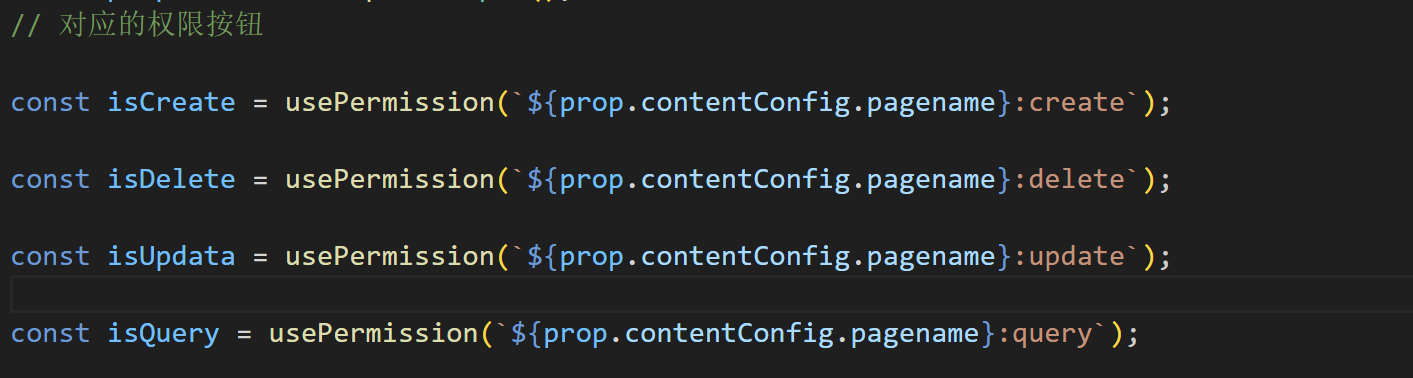 // 对应的权限按钮
const isCreate = usePermission(`${prop.contentConfig.pagename}:create`);
const isDelete = usePermission(`${prop.contentConfig.pagename}:delete`);
const isUpdata = usePermission(`${prop.contentConfig.pagename}:update`);
const isQuery = usePermission(`${prop.contentConfig.pagename}:query`);